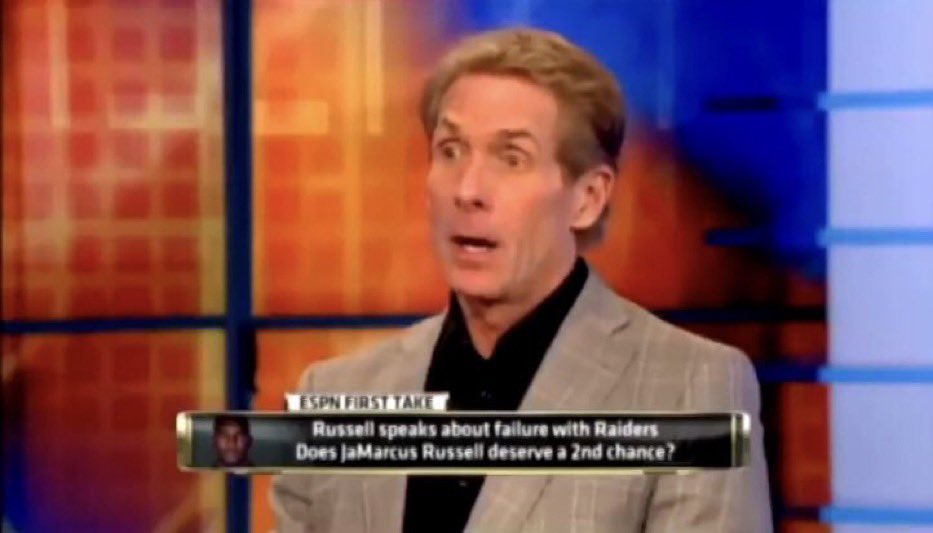 ESPN FIRST TAKE
Russell speaks about failure with Raiders
Does JaMarcus Russell deserve a 2nd chance?